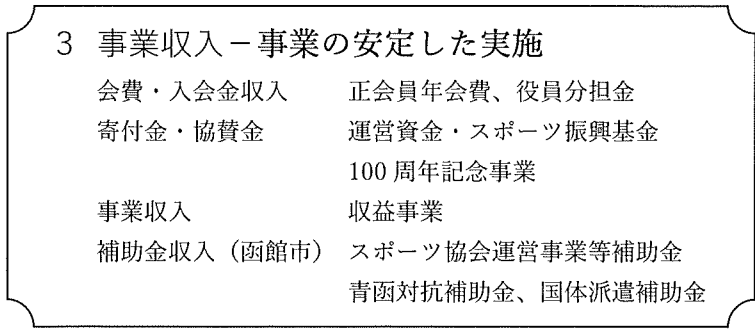 3 事業収入－事業の安定した実施
会費・入会金収入 正会員年会費、役員分担金
寄付金・協賛金 運営資金・スポーツ振興基金
100周年記念事業
事業収入 収益事業
補助金収入（函館市） スポーツ協会運営事業等補助金
青函対抗補助金、国体派遣補助金